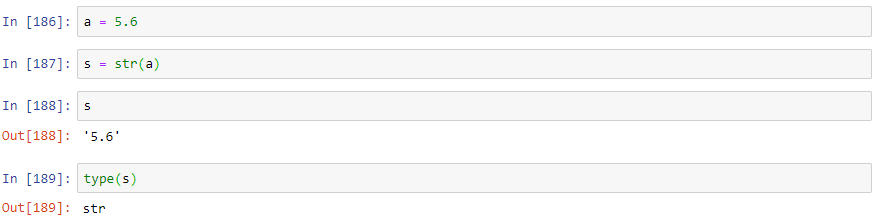 In [186]: a = 5.6
In [187]: s = str(a)
In [188]: s
Out[188]: '5.6'
In [189]: type(s)
Out[189]: str